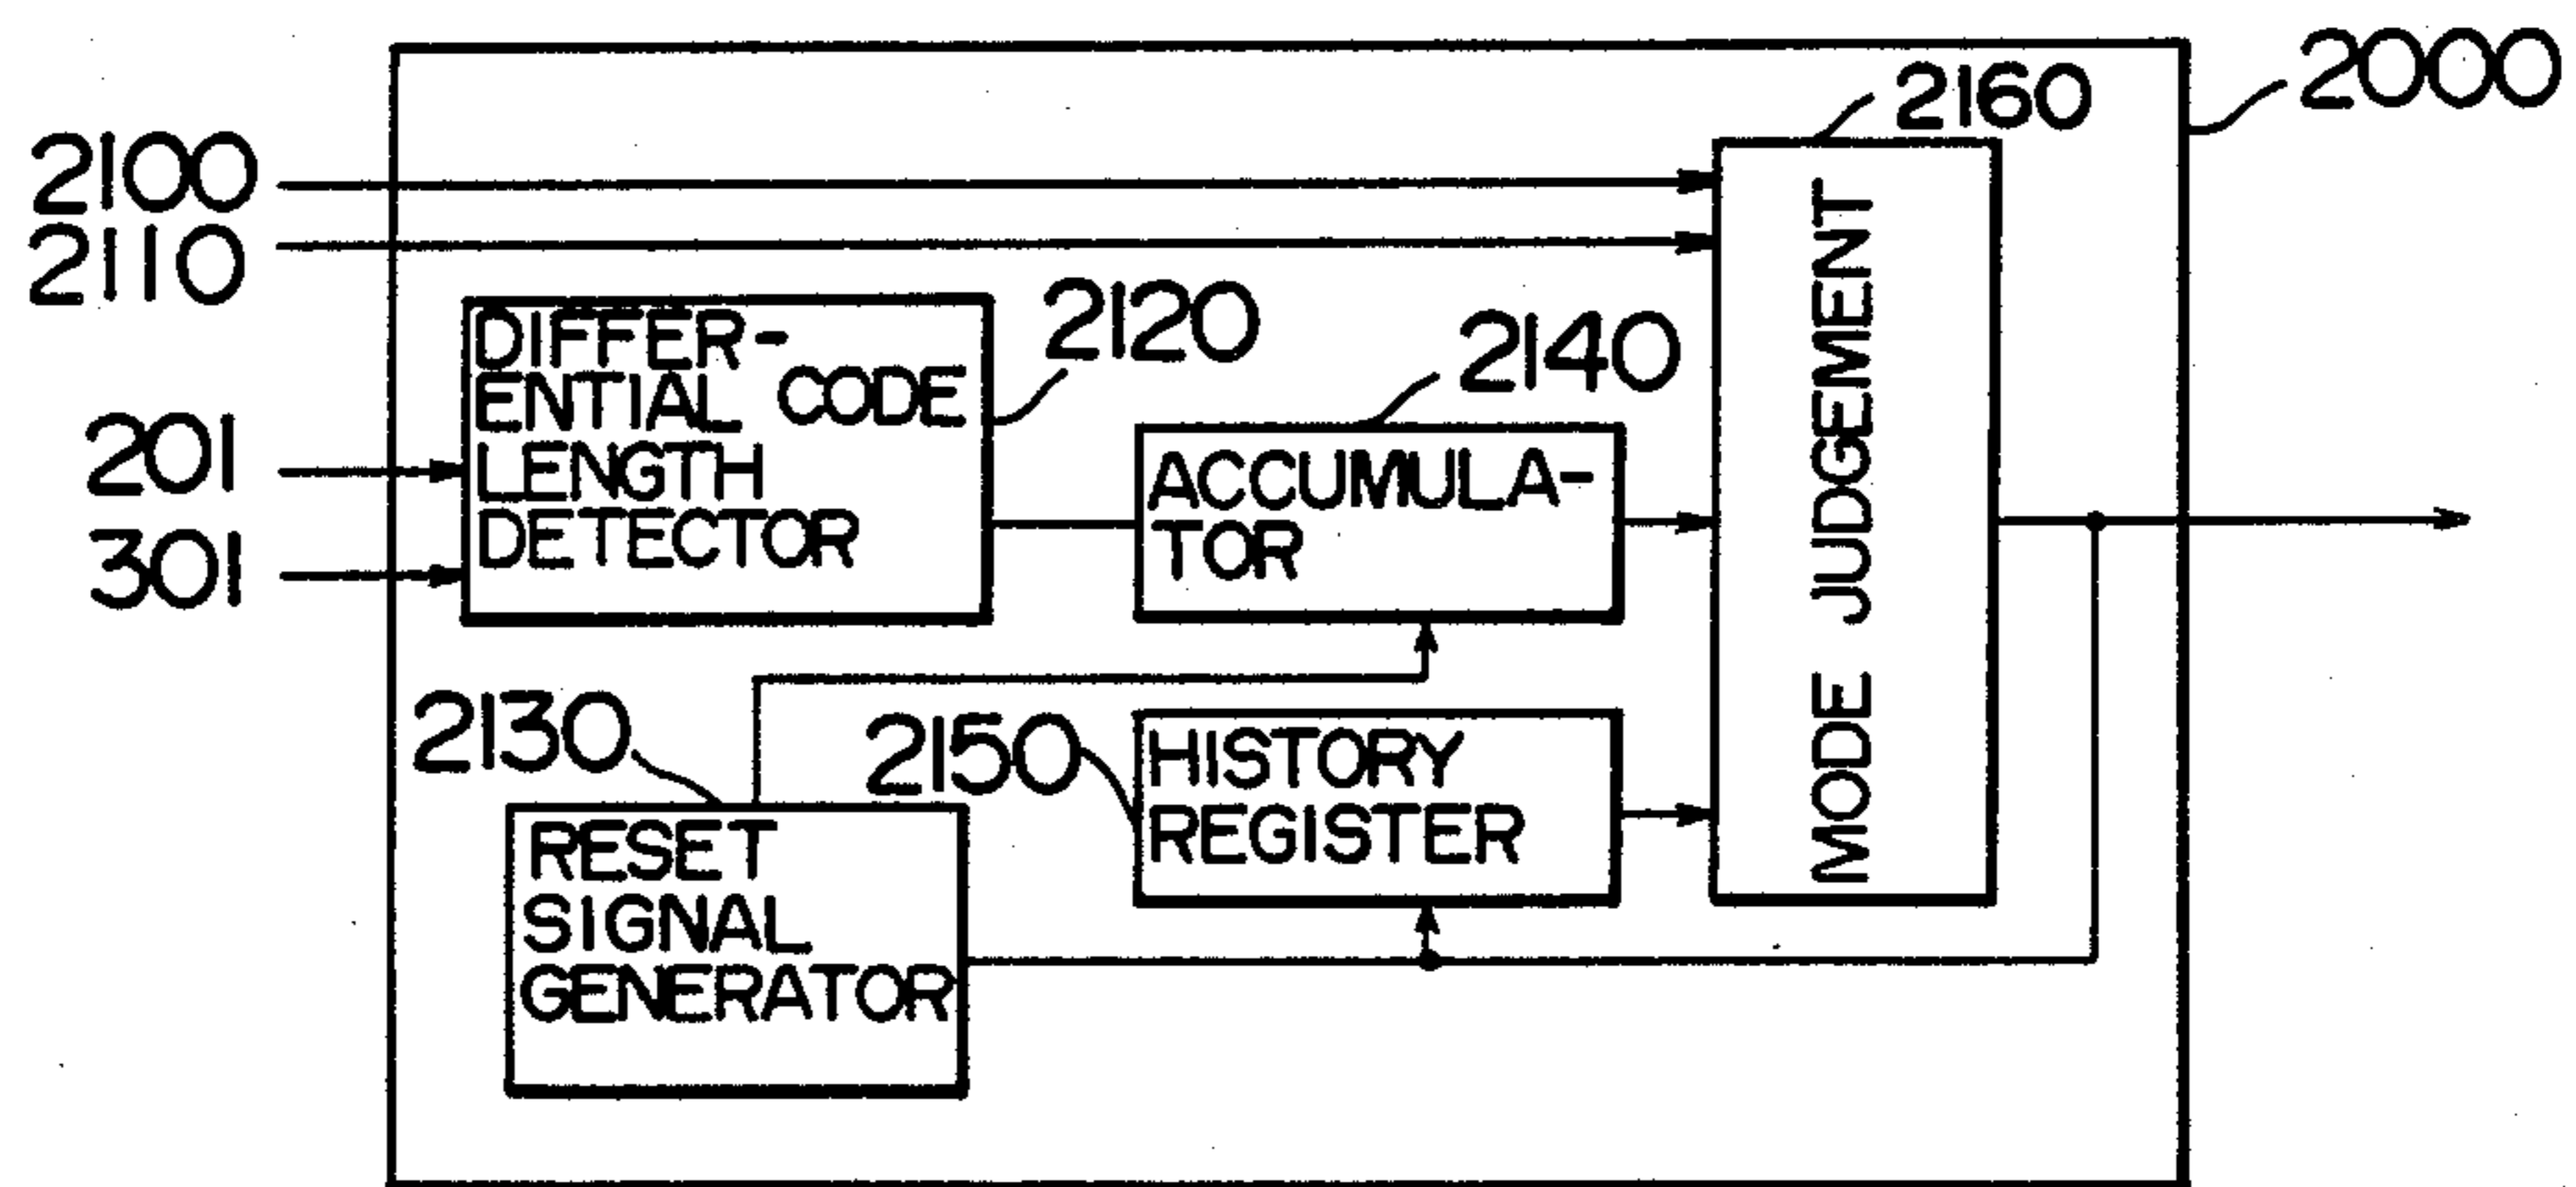 2000
2160
2100
2110
2120
DIFFER-
ENTIAL CODE
LENGTH
DETECTOR
2140
201
301
ACCUMULA-
TOR
MODE JUDGEMENT
2130
2150
HISTORY
REGISTER
RESET
SIGNAL
GENERATOR